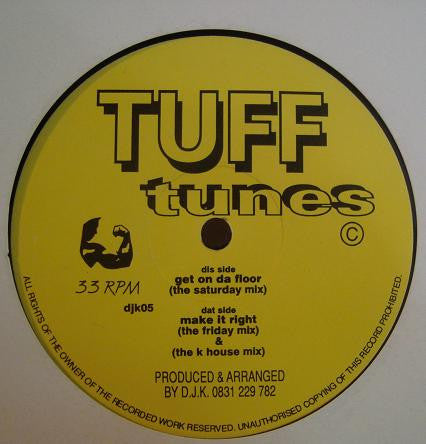 TUFF
tunes
©
dis side
get on da floor
(the saturday mix)
33 RPM
djk05
dat side
make it right
(the friday mix)
&
(the k house mix)
PRODUCED & ARRANGED
BY D.J.K. 0831 229 782
ALL RIGHTS OF THE OWNER OF THE RECORDED WORK RESERVED. UNAUTHORISED COPYING OF THIS RECORD PROHIBITED.